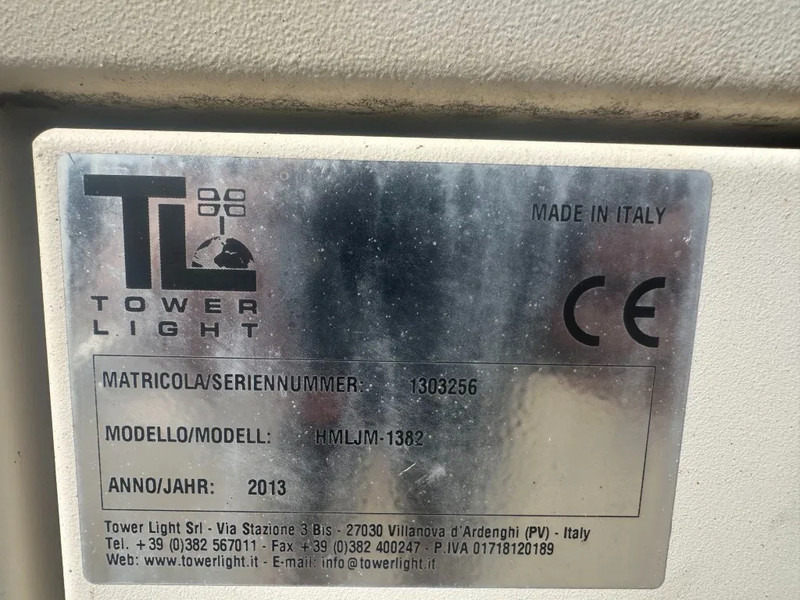 TL
TOWER
LIGHT
MADE IN ITALY
CE
MATRICOLA/SERIENNUMMER: 1303256
MODELLO/MODELL: HMLJM-1382
ANNO/JAHR: 2013
Tower Light Srl - Via Stazione 3 Bis - 27030 Villanova d'Ardenghi (PV) - Italy
Tel. +39 (0)382 567011 - Fax +39 (0)382 400247 - P.IVA 01718120189
Web: www.towerlight.it - E-mail: info@towerlight.it